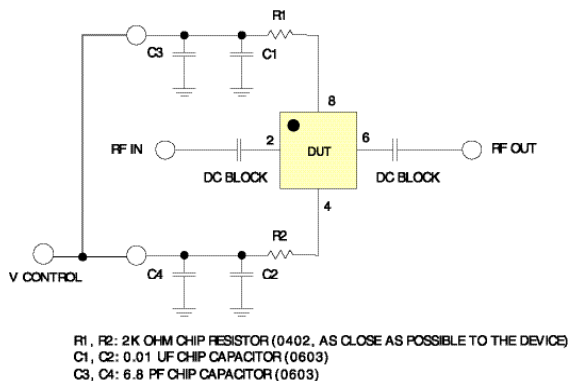 R1
C3
C1
8
RF IN
2
DUT
6
RF OUT
DC BLOCK
DC BLOCK
4
R2
V CONTROL
C4
C2
R1, R2: 2K OHM CHIP RESISTOR (0402, AS CLOSE AS POSSIBLE TO THE DEVICE)
C1, C2: 0.01 UF CHIP CAPACITOR (0603)
C3, C4: 6.8 PF CHIP CAPACITOR (0603)